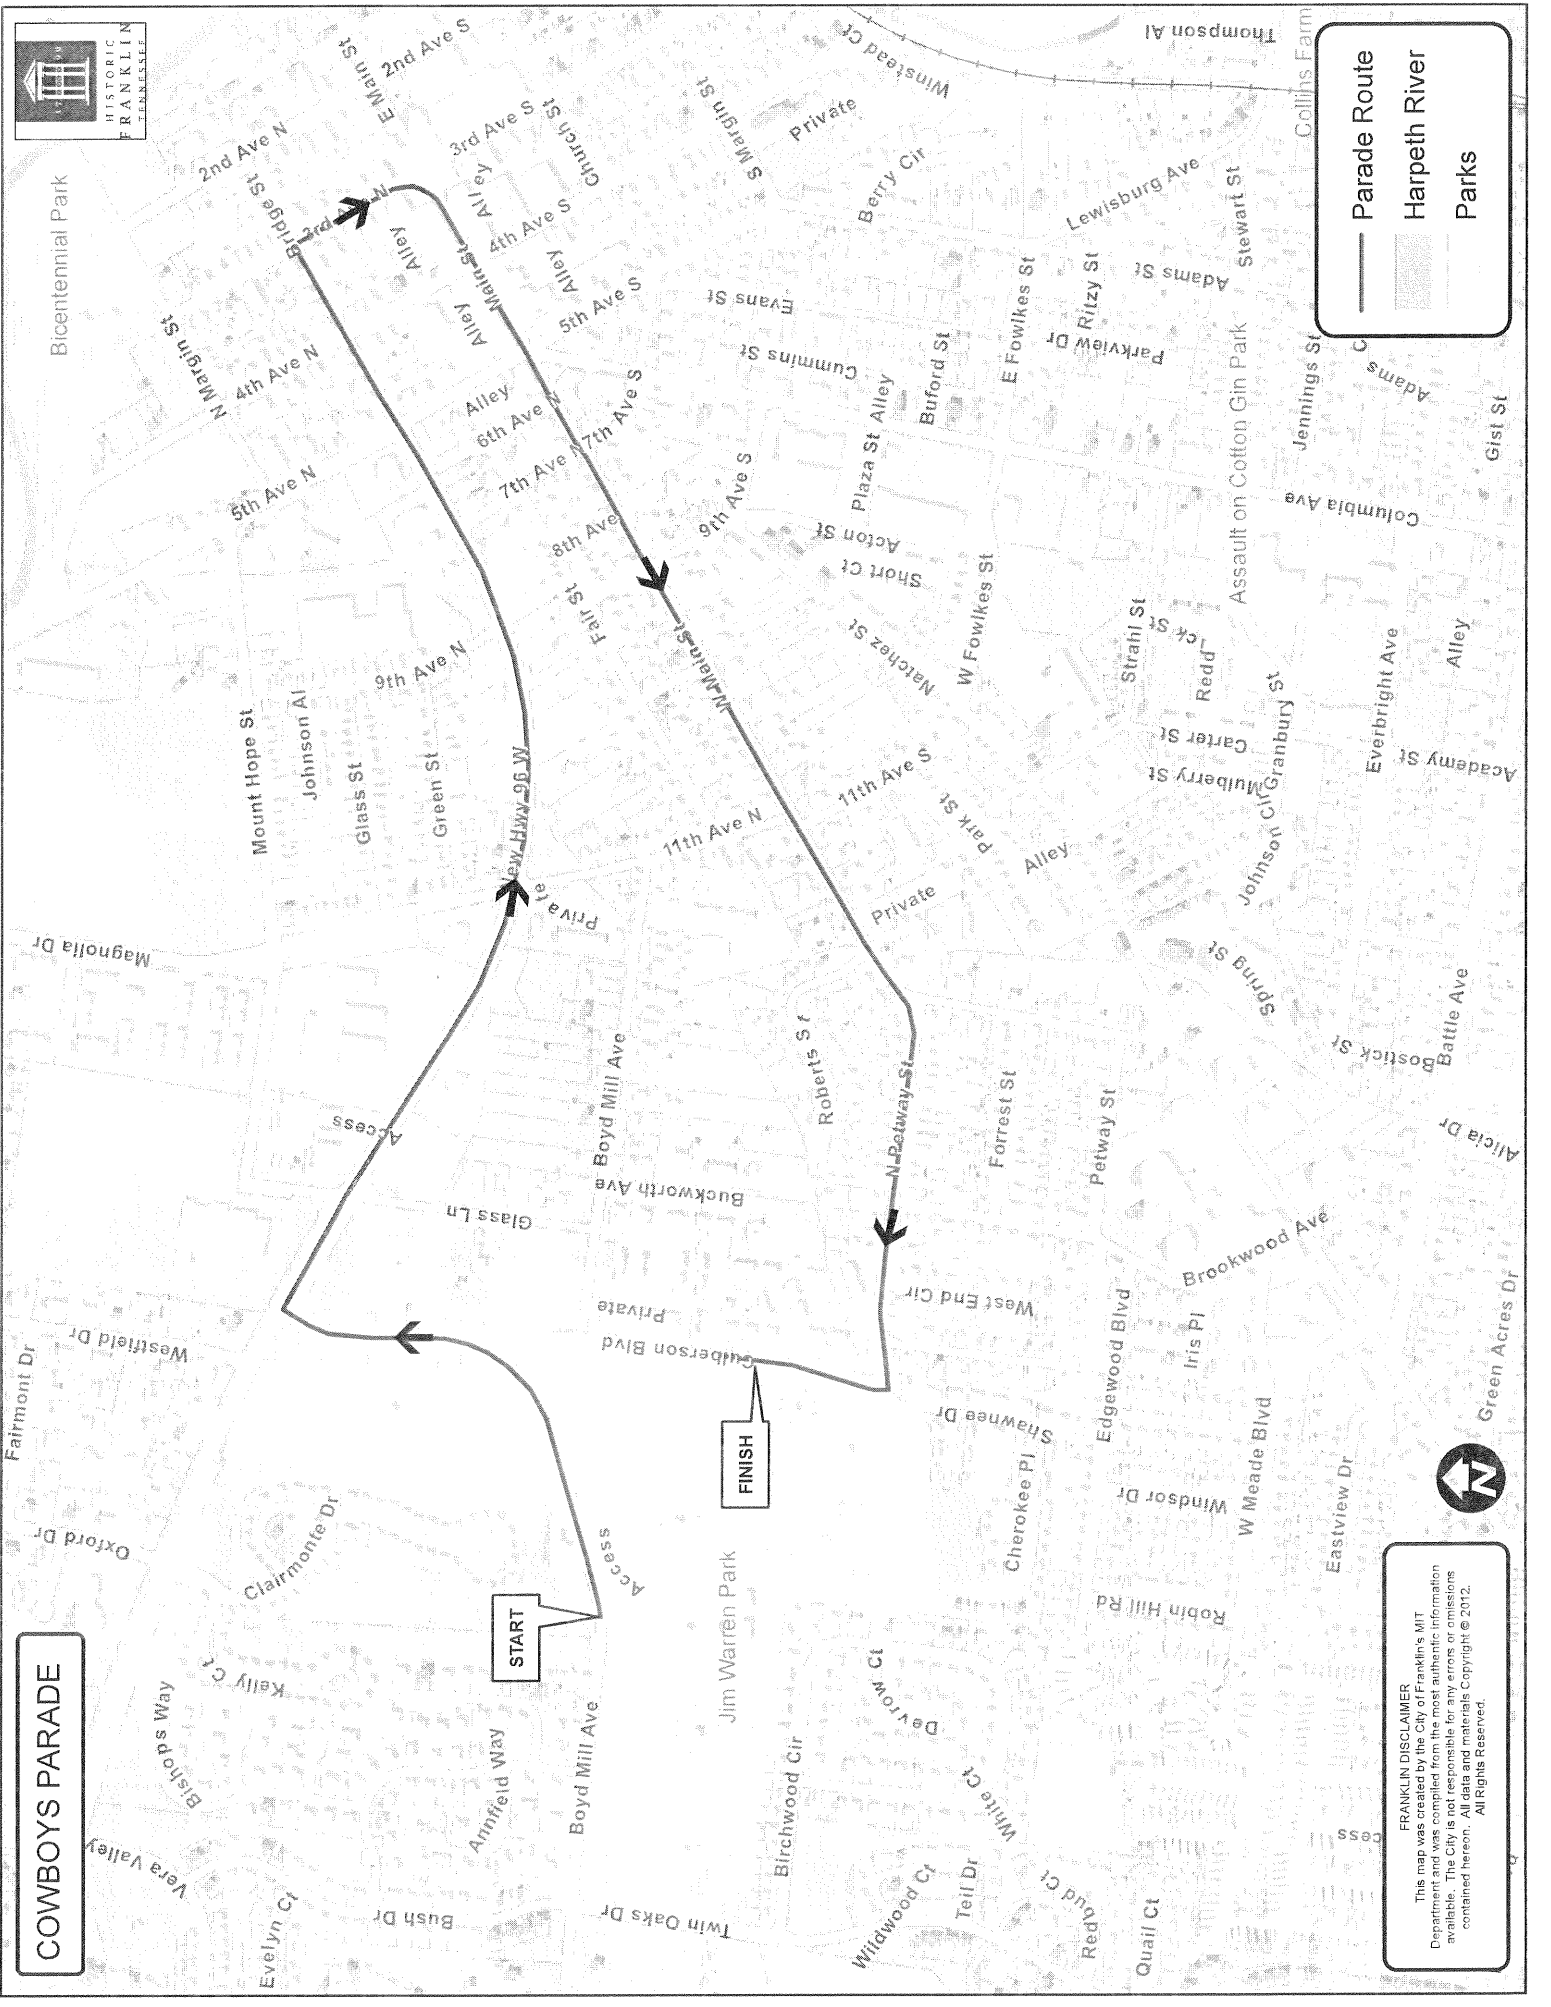 COWBOYS PARADE
HISTORIC
FRANKLIN
TENNESSEE
Fairmont Dr
Oxford Dr
Westfield Dr
Magnolia Dr
Bicentennial Park
Vera Valley
Bishops Way
Kelly Ct
Clairmonte Dr
Evelyn Ct
Bush Dr
Annfield Way
Boyd Mill Ave
START
Access
Access
Glass Ln
Private
Culberson Blvd
Buckworth Ave
Boyd Mill Ave
Private
Mount Hope St
Johnson Al
Glass St
Green St
New Hwy 96 W
9th Ave N
5th Ave N
4th Ave N
N Margin St
2nd Ave N
Bridge St
3rd Ave N
E Main St
2nd Ave S
3rd Ave S
Church St
Alley
Alley
Main St
4th Ave S
Alley
Alley
5th Ave S
Alley
6th Ave N
7th Ave N
7th Ave S
8th Ave
Fair St
9th Ave S
W Main St
11th Ave N
11th Ave S
Park St
Alley
Private
Roberts St
N Petway St
FINISH
Jim Warren Park
Twin Oaks Dr
Birchwood Cir
Devrow Ct
White Ct
Wildwood Ct
Teil Dr
Redbud Ct
Quail Ct
Robin Hill Rd
Cherokee Pl
Shawnee Dr
West End Cir
Forrest St
Petway St
Edgewood Blvd
Windsor Dr
Iris Pl
Brookwood Ave
W Meade Blvd
Eastview Dr
Green Acres Dr
Alicia Dr
Bostick St
Battle Ave
Spring St
Johnson Cir
Granbury St
Mulberry St
Carter St
Redd
Ick St
Strahl St
Everbright Ave
Academy St
Alley
Natchez St
W Fowlkes St
Short Ct
Acton St
Plaza St
Alley
Buford St
Cummins St
Evans St
S Margin St
Private
Winstead Ct
Berry Cir
Lewisburg Ave
E Fowlkes St
Ritzy St
Parkview Dr
Adams St
Stewart St
Thompson Al
Collins Farm
Assault on Cotton Gin Park
Columbia Ave
Jennings St
Adams C
Gist St
cess
Parade Route
Harpeth River
Parks
N
FRANKLIN DISCLAIMER
This map was created by the City of Franklin's MIT
Department and was compiled from the most authentic information
available. The City is not responsible for any errors or omissions
contained hereon. All data and materials Copyright © 2012.
All Rights Reserved.